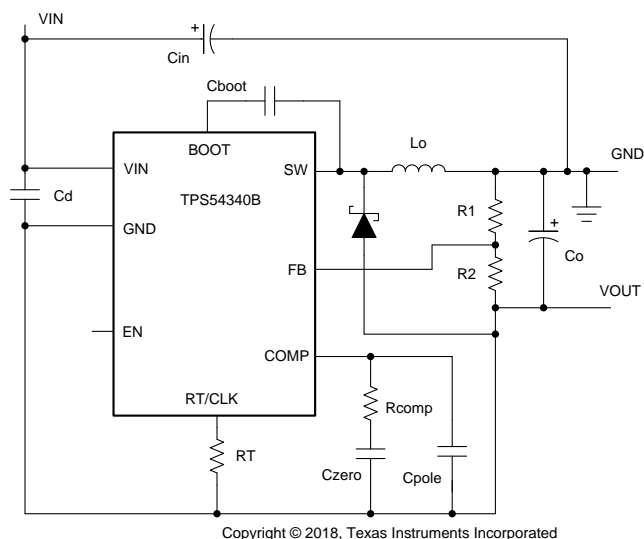 VIN
+
Cin
Cboot
BOOT
VIN
SW
Lo
GND
Cd
TPS54340B
GND
R1
+
Co
FB
R2
VOUT
EN
COMP
RT/CLK
Rcomp
RT
Czero
Cpole
Copyright © 2018, Texas Instruments Incorporated